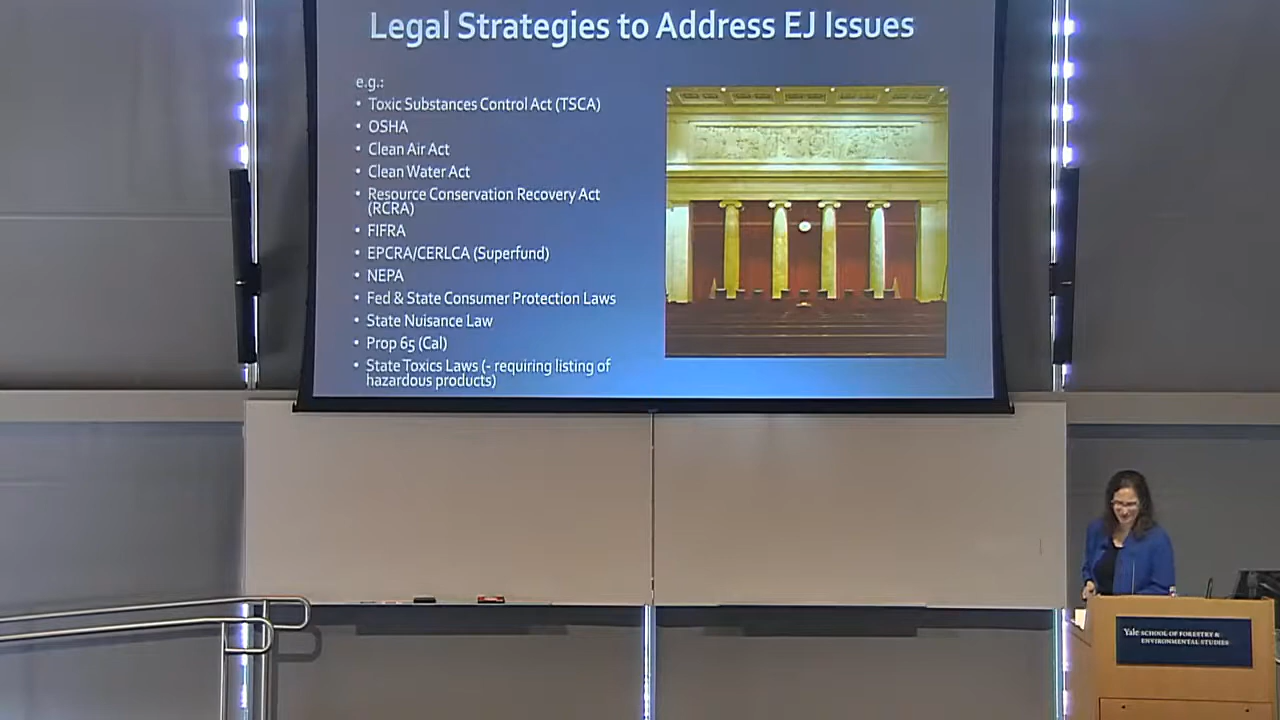 Legal Strategies to Address EJ Issues
e.g.:
• Toxic Substances Control Act (TSCA)
• OSHA
• Clean Air Act
• Clean Water Act
• Resource Conservation Recovery Act
(RCRA)
• FIFRA
• EPCRA/CERLCA (Superfund)
• NEPA
• Fed & State Consumer Protection Laws
• State Nuisance Law
• Prop 65 (Cal)
• State Toxics Laws (- requiring listing of
hazardous products)
Yale SCHOOL OF FORESTRY &
ENVIRONMENTAL STUDIES